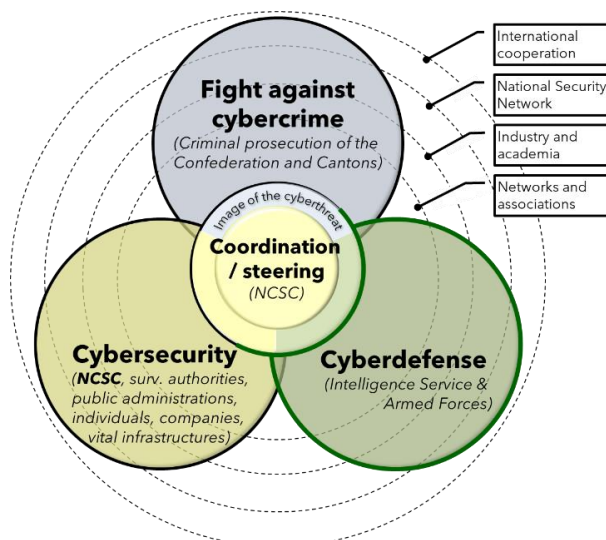 International
cooperation
National Security
Network
Industry and
academia
Networks and
associations
Fight against
cybercrime
(Criminal prosecution of the
Confederation and Cantons)
Image of the cyberthreat
Coordination
/ steering
(NCSC)
Cybersecurity
(NCSC, surv. authorities,
public administrations,
individuals, companies,
vital infrastructures)
Cyberdefense
(Intelligence Service &
Armed Forces)